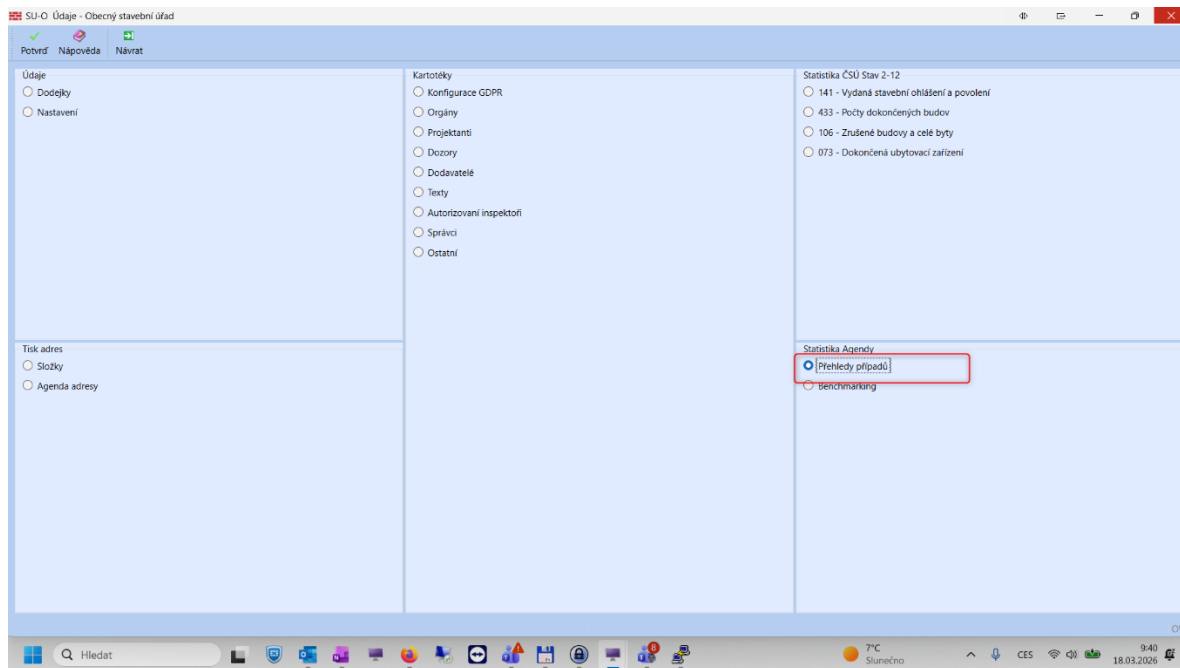 SU-O Údaje - Obecný stavební úřad
Potvrď Nápověda Návrat
Údaje
Dodejky
Nastavení
Kartotéky
Konfigurace GDPR
Orgány
Projektanti
Dozory
Dodavatelé
Texty
Autorizovaní inspektoři
Správci
Ostatní
Statistika ČSÚ Stav 2-12
141 - Vydaná stavební ohlášení a povolení
433 - Počty dokončených budov
106 - Zrušené budovy a celé byty
073 - Dokončená ubytovací zařízení
Tisk adres
Složky
Agenda adresy
Statistika Agendy
Přehledy případů
Benchmarking
Hledat
8
7°C
Slunečno
CES
9:40
18.03.2026